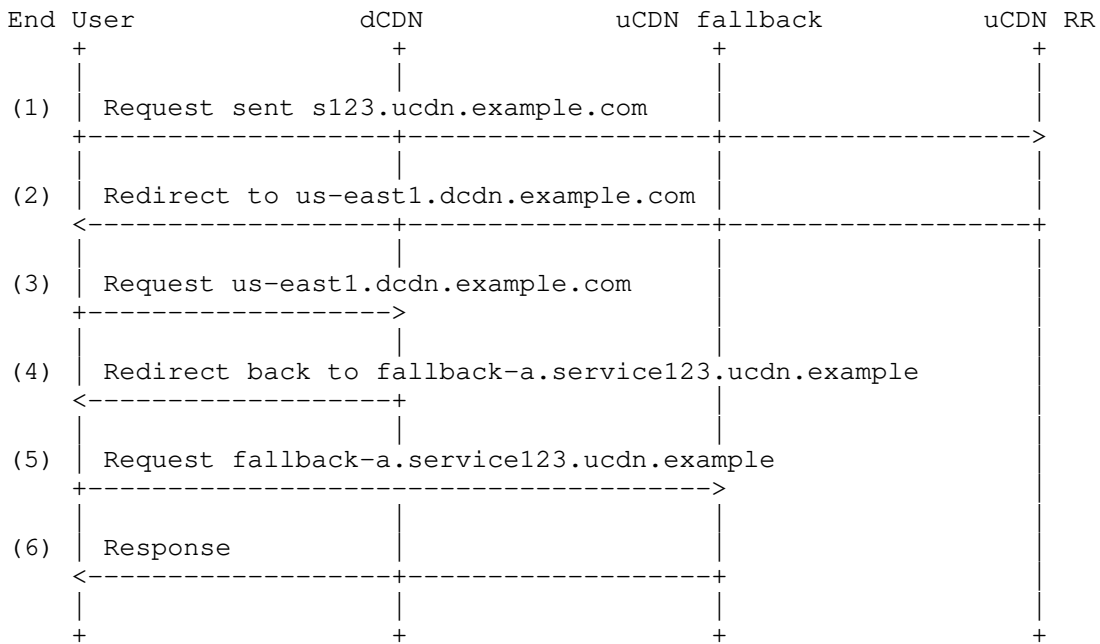 End User dCDN uCDN fallback uCDN RR
(1) Request sent s123.ucdn.example.com
(2) Redirect to us-east1.dcdn.example.com
(3) Request us-east1.dcdn.example.com
(4) Redirect back to fallback-a.service123.ucdn.example
(5) Request fallback-a.service123.ucdn.example
(6) Response